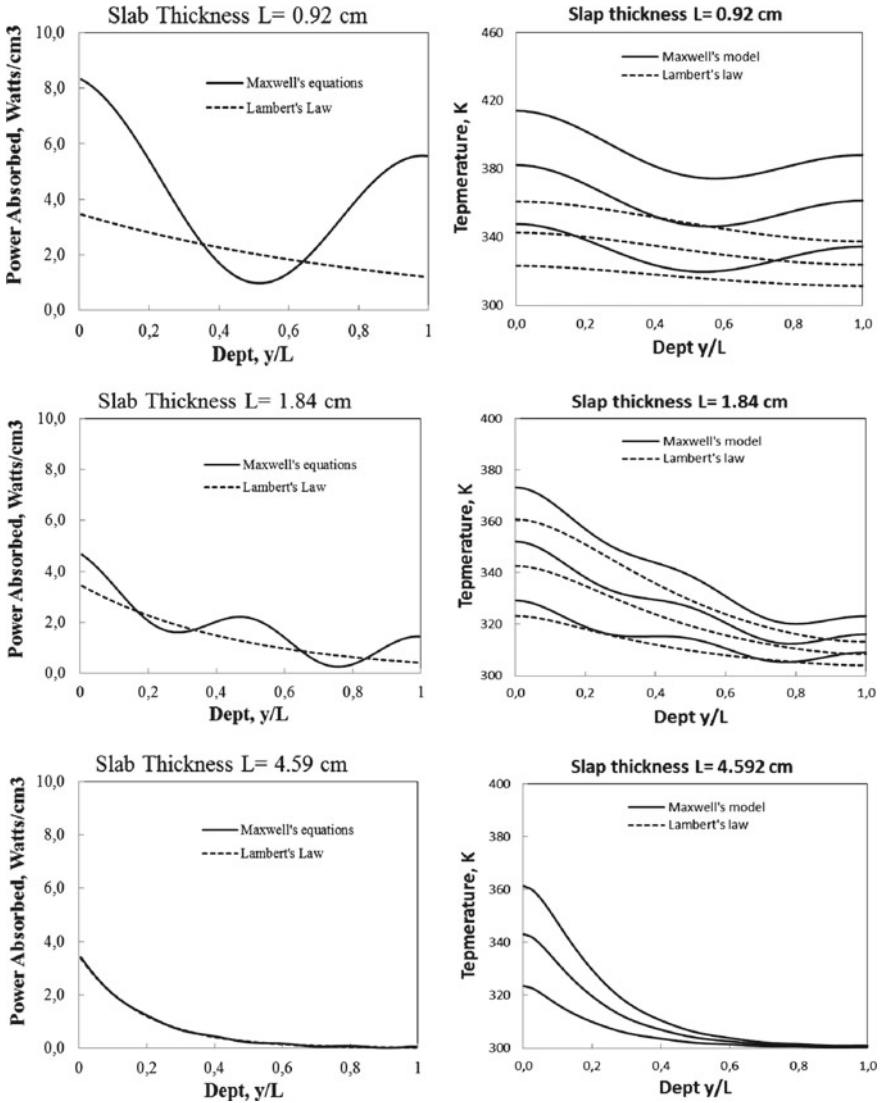 Slab Thickness L= 0.92 cm
Power Absorbed, Watts/cm3
10,0
8,0
6,0
4,0
2,0
0,0
Maxwell's equations
Lambert's Law
0
0,2
0,4
0,6
0,8
1
Dept, y/L
Slap thickness L= 0.92 cm
Tepmerature, K
460
420
380
340
300
Maxwell's model
Lambert's law
0,0
0,2
0,4
0,6
0,8
1,0
Dept y/L
Slab Thickness L= 1.84 cm
Power Absorbed, Watts/cm3
10,0
8,0
6,0
4,0
2,0
0,0
Maxwell's equations
Lambert's Law
0
0,2
0,4
0,6
0,8
1
Dept, y/L
Slap thickness L= 1.84 cm
Tepmerature, K
400
380
360
340
320
300
Maxwell's model
Lambert's law
0,0
0,2
0,4
0,6
0,8
1,0
Dept y/L
Slab Thickness L= 4.59 cm
Power Absorbed, Watts/cm3
10,0
8,0
6,0
4,0
2,0
0,0
Maxwell's equations
Lambert's Law
0
0,2
0,4
0,6
0,8
1
Dept, y/L
Slap thickness L= 4.592 cm
Tepmerature, K
400
380
360
340
320
300
Maxwell's model
Lambert's law
0,0
0,2
0,4
0,6
0,8
1,0
Dept y/L